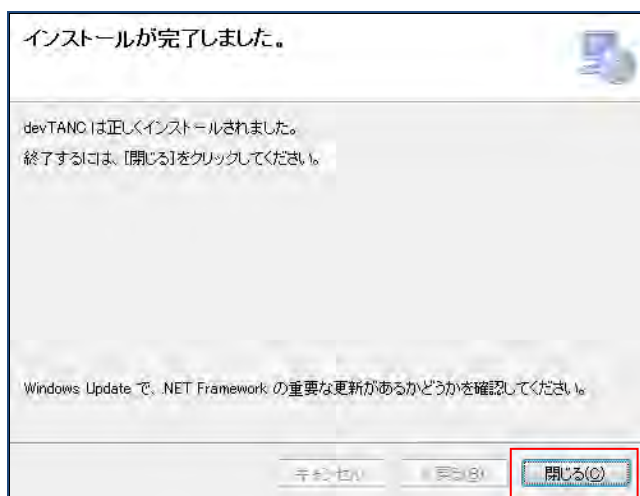 インストールが完了しました。
devTANC は正しくインストールされました。
終了するには、[閉じる]をクリックしてください。
Windows Update で、.NET Framework の重要な更新があるかどうかを確認してください。
キャンセル < 戻る(B) 閉じる(C)